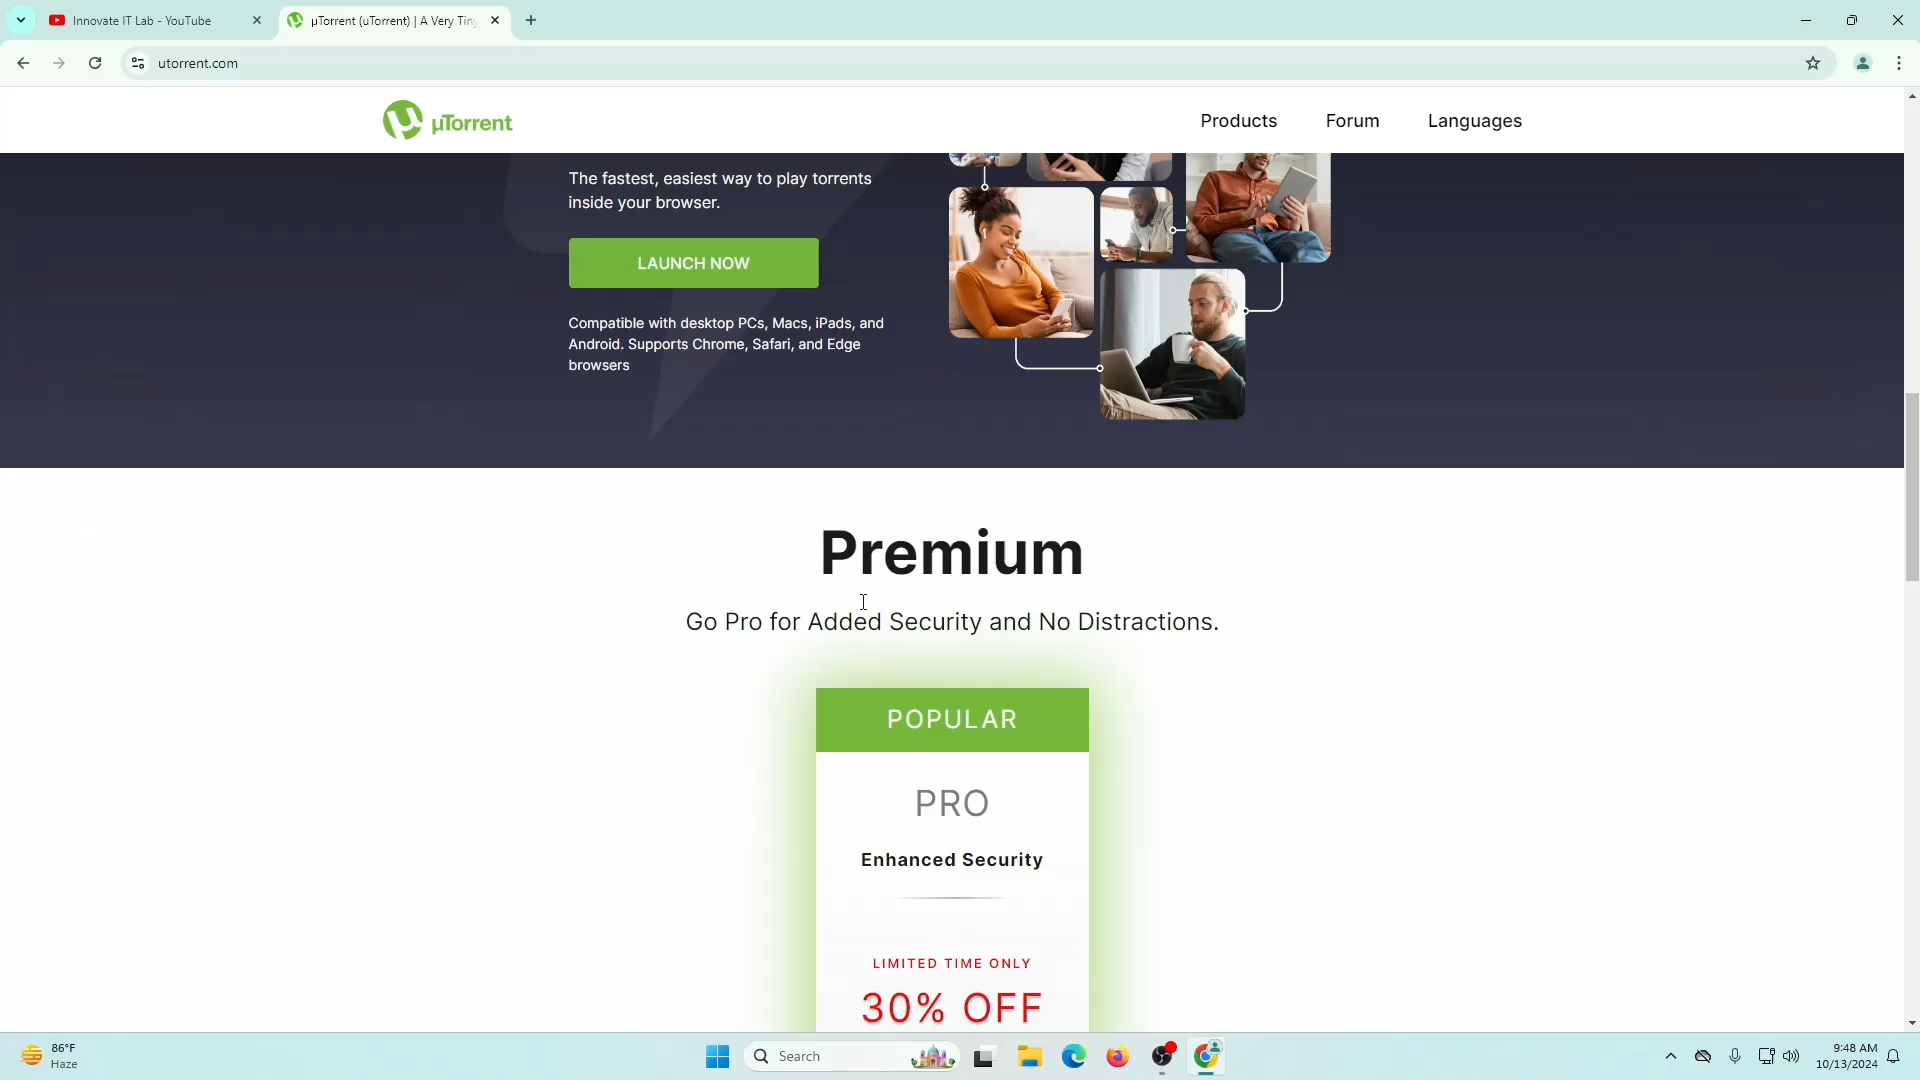 Innovate IT Lab - YouTube
µTorrent (uTorrent) | A Very Tin
utorrent.com
µTorrent
Products
Forum
Languages
The fastest, easiest way to play torrents
inside your browser.
LAUNCH NOW
Compatible with desktop PCs, Macs, iPads, and
Android. Supports Chrome, Safari, and Edge
browsers
Premium
Go Pro for Added Security and No Distractions.
POPULAR
PRO
Enhanced Security
LIMITED TIME ONLY
30% OFF
86°F
Haze
Search
9:48 AM
10/13/2024